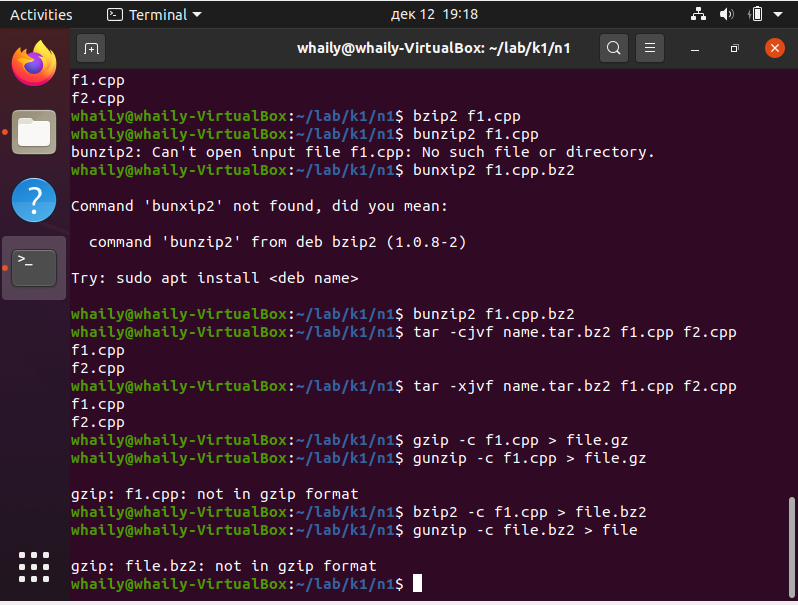 Activities
Terminal
дек 12 19:18
whaily@whaily-VirtualBox: ~/lab/k1/n1
f1.cpp
f2.cpp
whaily@whaily-VirtualBox:~/lab/k1/n1$ bzip2 f1.cpp
whaily@whaily-VirtualBox:~/lab/k1/n1$ bunzip2 f1.cpp
bunzip2: Can't open input file f1.cpp: No such file or directory.
whaily@whaily-VirtualBox:~/lab/k1/n1$ bunxip2 f1.cpp.bz2
Command 'bunxip2' not found, did you mean:
command 'bunzip2' from deb bzip2 (1.0.8-2)
Try: sudo apt install <deb name>
whaily@whaily-VirtualBox:~/lab/k1/n1$ bunzip2 f1.cpp.bz2
whaily@whaily-VirtualBox:~/lab/k1/n1$ tar -cjvf name.tar.bz2 f1.cpp f2.cpp
f1.cpp
f2.cpp
whaily@whaily-VirtualBox:~/lab/k1/n1$ tar -xjvf name.tar.bz2 f1.cpp f2.cpp
f1.cpp
f2.cpp
whaily@whaily-VirtualBox:~/lab/k1/n1$ gzip -c f1.cpp > file.gz
whaily@whaily-VirtualBox:~/lab/k1/n1$ gunzip -c f1.cpp > file.gz
gzip: f1.cpp: not in gzip format
whaily@whaily-VirtualBox:~/lab/k1/n1$ bzip2 -c f1.cpp > file.bz2
whaily@whaily-VirtualBox:~/lab/k1/n1$ gunzip -c file.bz2 > file
gzip: file.bz2: not in gzip format
whaily@whaily-VirtualBox:~/lab/k1/n1$